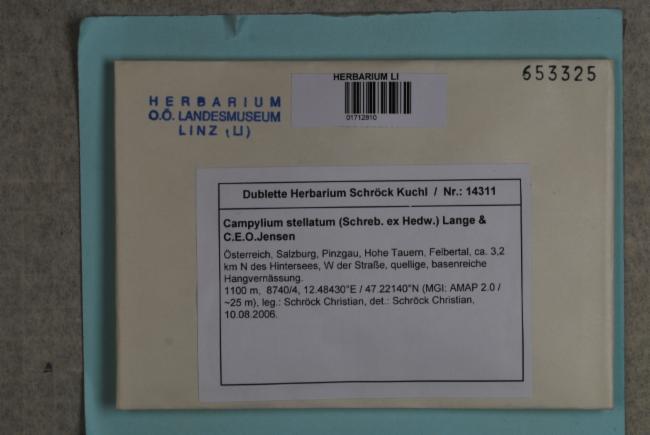 HERBARIUM LI
653325
HERBARIUM
O.Ö. LANDESMUSEUM
LINZ (LI)
01712910
Dublette Herbarium Schröck Kuchl / Nr.: 14311
Campylium stellatum (Schreb. ex Hedw.) Lange &
C.E.O.Jensen
Österreich, Salzburg, Pinzgau, Hohe Tauern, Felbertal, ca. 3,2
km N des Hintersees, W der Straße, quellige, basenreiche
Hangvernässung.
1100 m, 8740/4, 12.48430°E / 47.22140°N (MGI: AMAP 2.0 /
~25 m), leg.: Schröck Christian, det.: Schröck Christian,
10.08.2006.